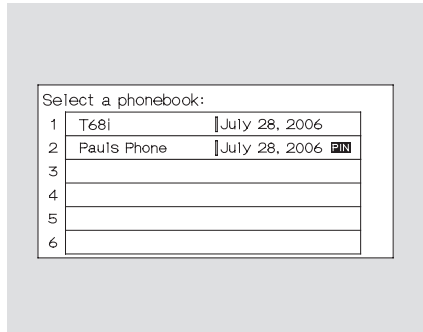 Select a phonebook:
1 T68i July 28, 2006
2 Pauls Phone July 28, 2006 PIN
3
4
5
6